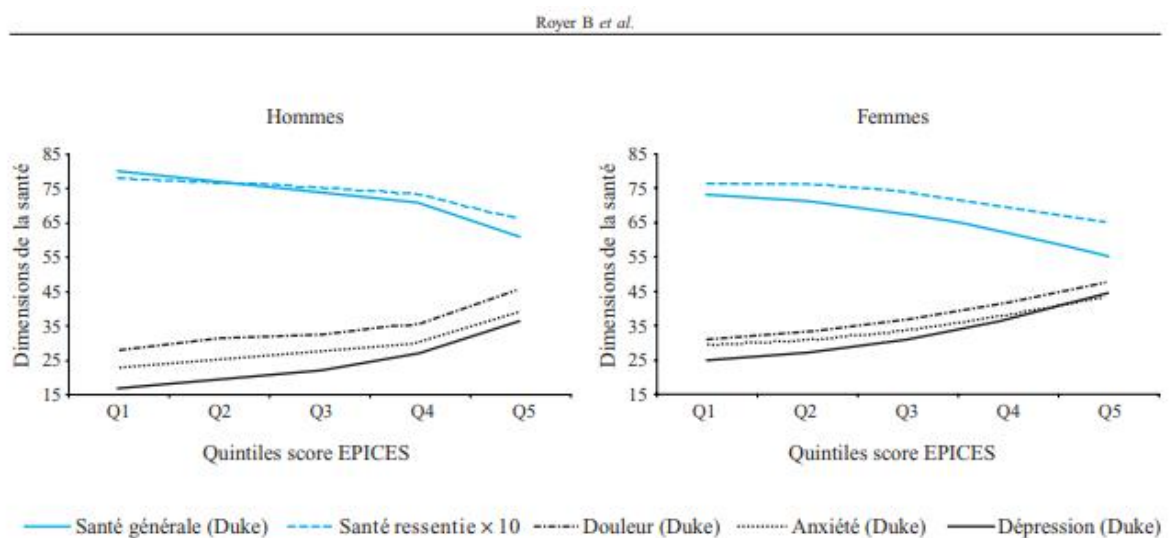 Royer B et al.
Hommes
Dimensions de la santé
85
75
65
55
45
35
25
15
Q1 Q2 Q3 Q4 Q5
Quintiles score EPICES
Femmes
Dimensions de la santé
85
75
65
55
45
35
25
15
Q1 Q2 Q3 Q4 Q5
Quintiles score EPICES
Santé générale (Duke) Santé ressentie × 10 Douleur (Duke) Anxiété (Duke) Dépression (Duke)